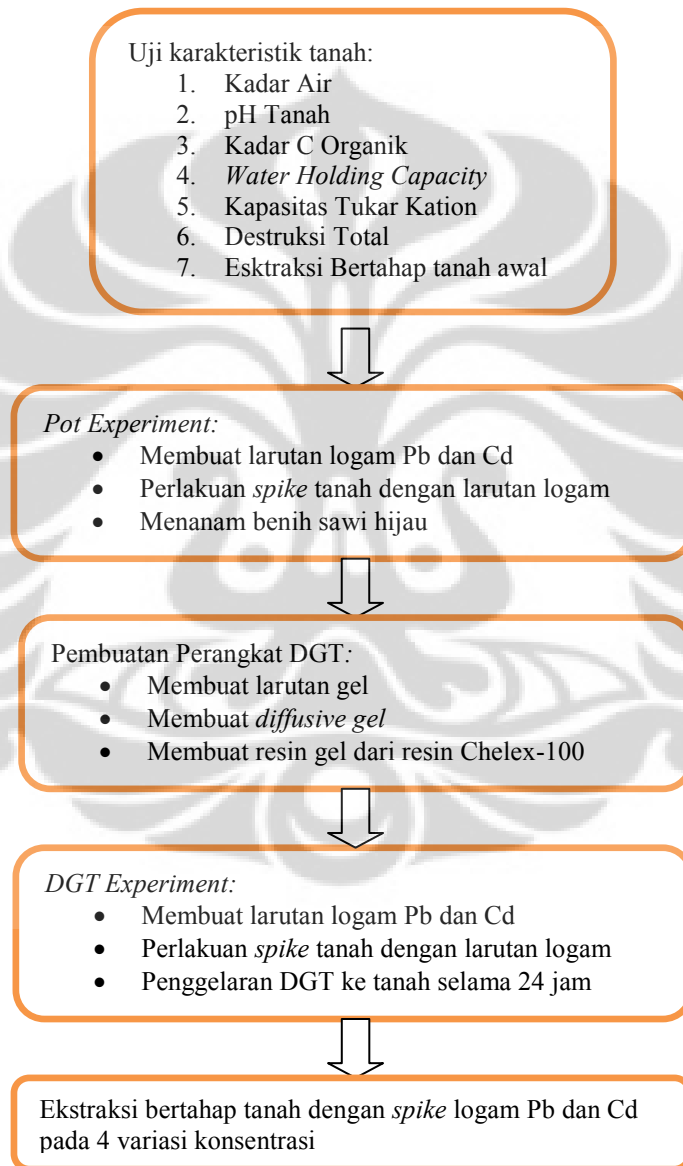 Uji karakteristik tanah:
1. Kadar Air
2. pH Tanah
3. Kadar C Organik
4. Water Holding Capacity
5. Kapasitas Tukar Kation
6. Destruksi Total
7. Esktraksi Bertahap tanah awal
Pot Experiment:
• Membuat larutan logam Pb dan Cd
• Perlakuan spike tanah dengan larutan logam
• Menanam benih sawi hijau
Pembuatan Perangkat DGT:
• Membuat larutan gel
• Membuat diffusive gel
• Membuat resin gel dari resin Chelex-100
DGT Experiment:
• Membuat larutan logam Pb dan Cd
• Perlakuan spike tanah dengan larutan logam
• Penggelaran DGT ke tanah selama 24 jam
Ekstraksi bertahap tanah dengan spike logam Pb dan Cd
pada 4 variasi konsentrasi